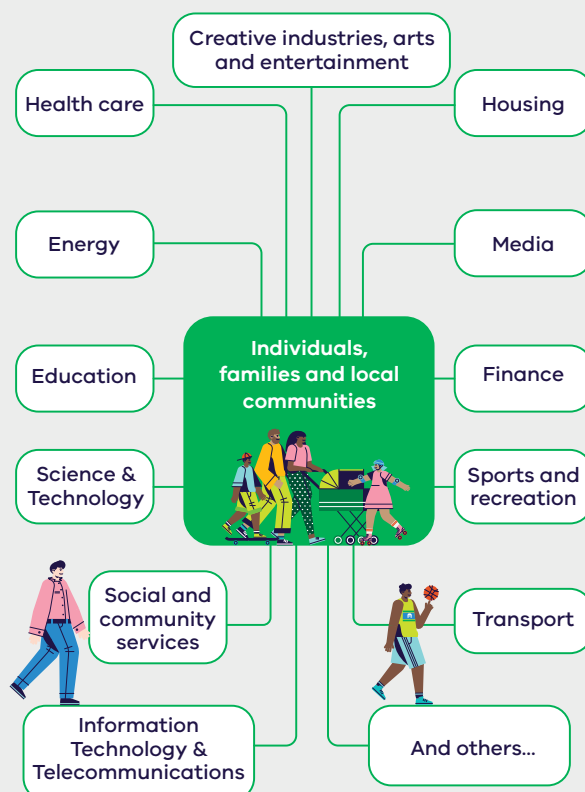 Creative industries, arts
and entertainment
Health care
Housing
Energy
Media
Individuals,
families and local
communities
Education
Finance
Science &
Technology
Sports and
recreation
Social and
community
services
Transport
Information
Technology &
Telecommunications
And others...